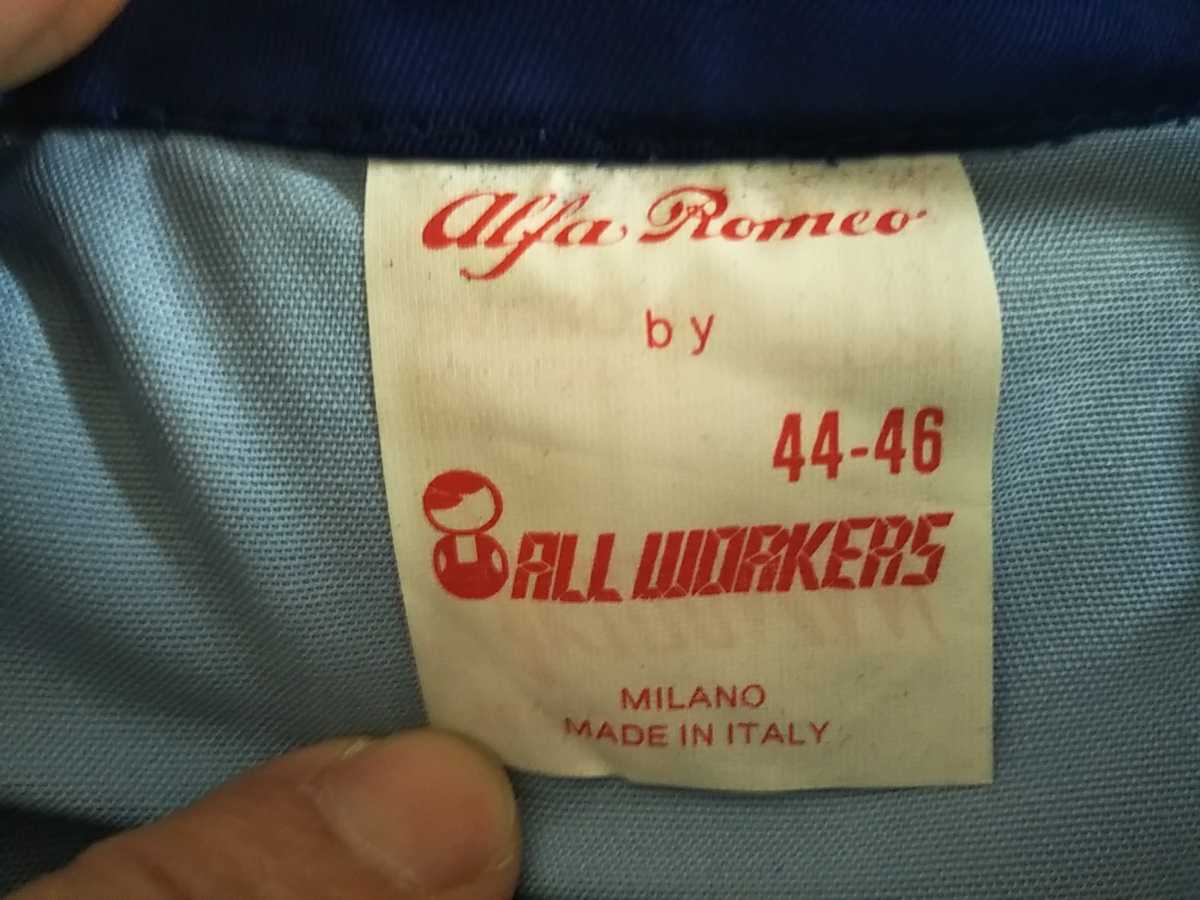 Alfa Romeo
by
44-46
ALL WORKERS
MILANO
MADE IN ITALY